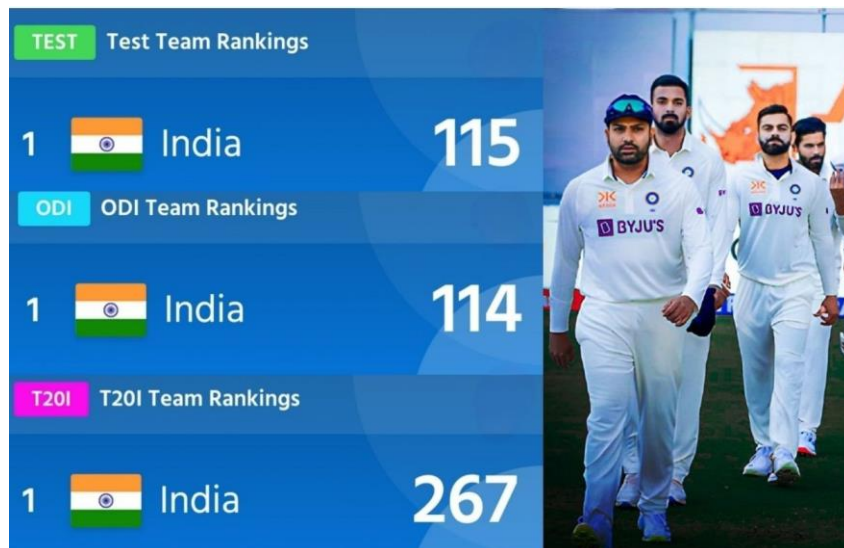 TEST Test Team Rankings
1 India 115
ODI ODI Team Rankings
1 India 114
T20I T20I Team Rankings
1 India 267
BYJU'S
BYJU'S